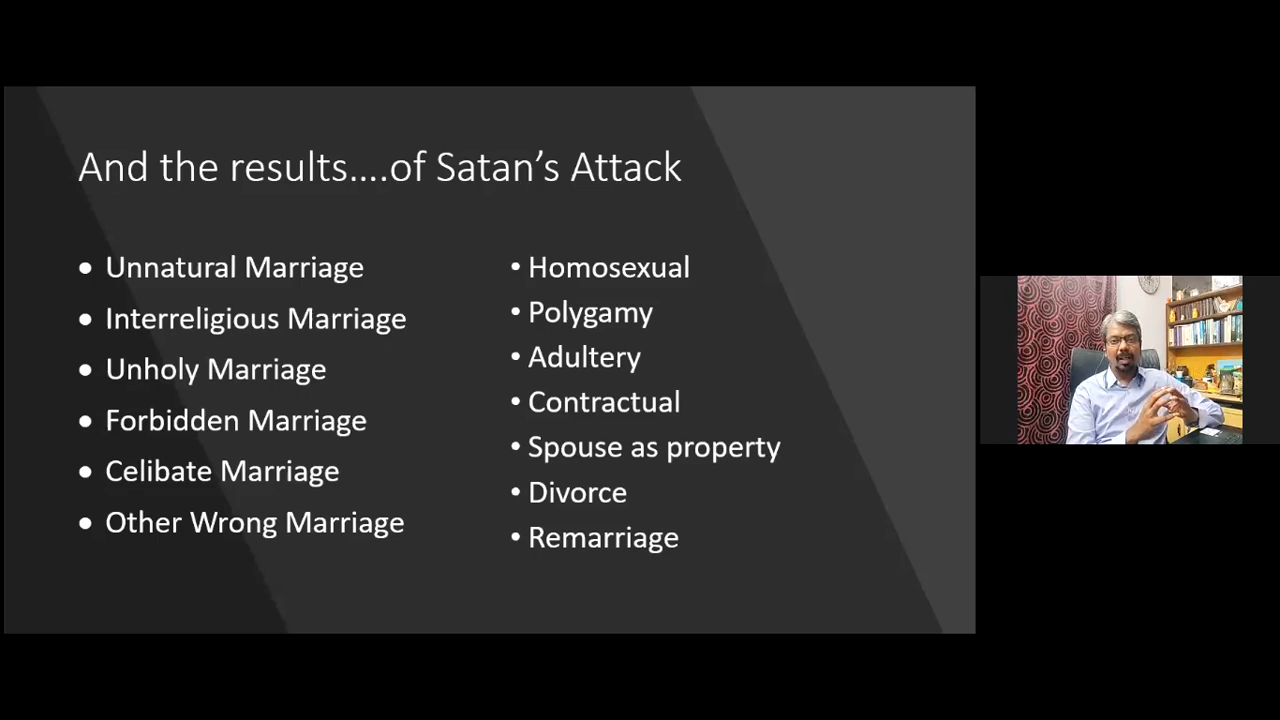 And the results....of Satan's Attack
• Unnatural Marriage
• Interreligious Marriage
• Unholy Marriage
• Forbidden Marriage
• Celibate Marriage
• Other Wrong Marriage
• Homosexual
• Polygamy
• Adultery
• Contractual
• Spouse as property
• Divorce
• Remarriage